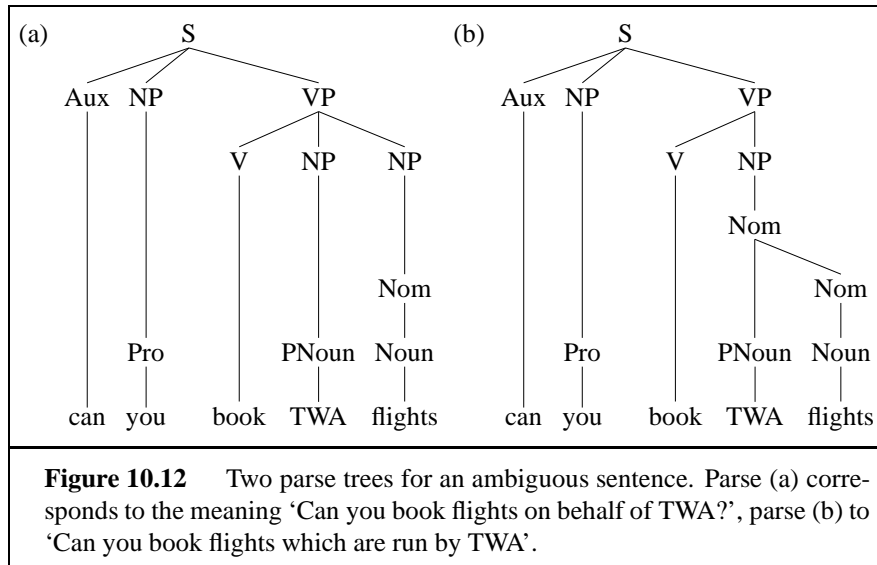 (a) S (b) S
Aux NP VP Aux NP VP
V NP NP V NP
Nom
Nom Nom
Pro PNoun Noun Pro PNoun Noun
can you book TWA flights can you book TWA flights
Figure 10.12 Two parse trees for an ambiguous sentence. Parse (a) corre-
sponds to the meaning ‘Can you book flights on behalf of TWA?’, parse (b) to
‘Can you book flights which are run by TWA’.